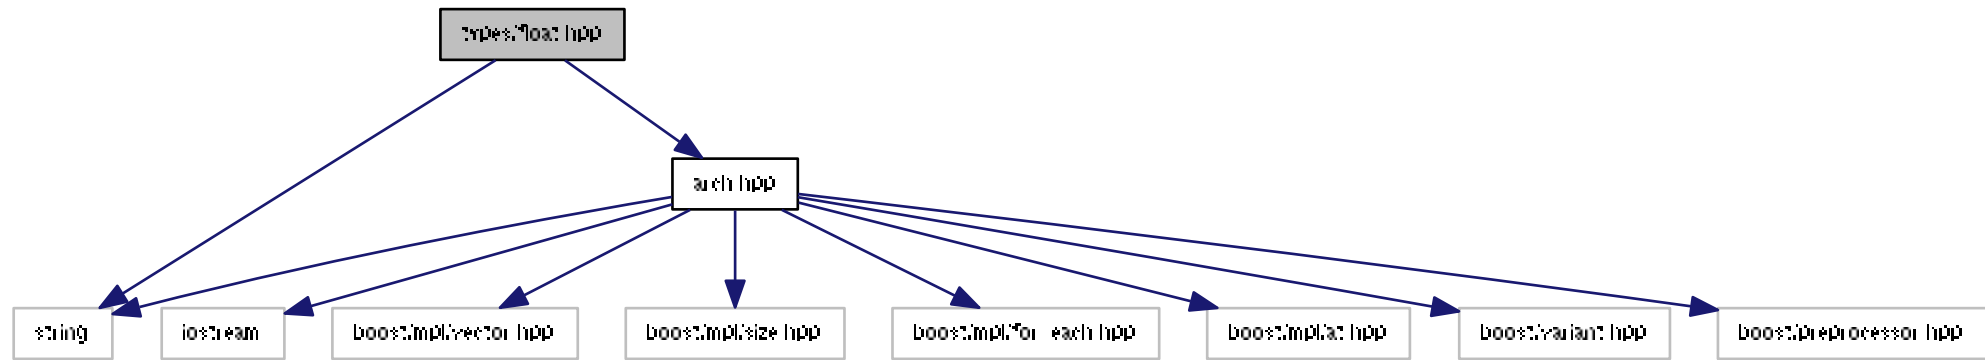 types/float.hpp
arch.hpp
string
iostream
boost/mpl/vector.hpp
boost/mpl/size.hpp
boost/mpl/for_each.hpp
boost/mpl/at.hpp
boost/variant.hpp
boost/preprocessor.hpp